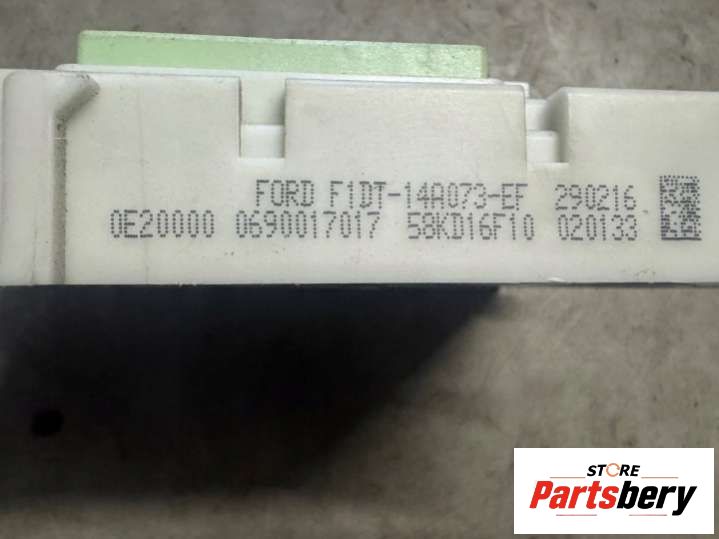 FORD F1DT-14A073-EF 290216
0E20000 0690017017 58KD16F10 020133
STORE
Partsbery